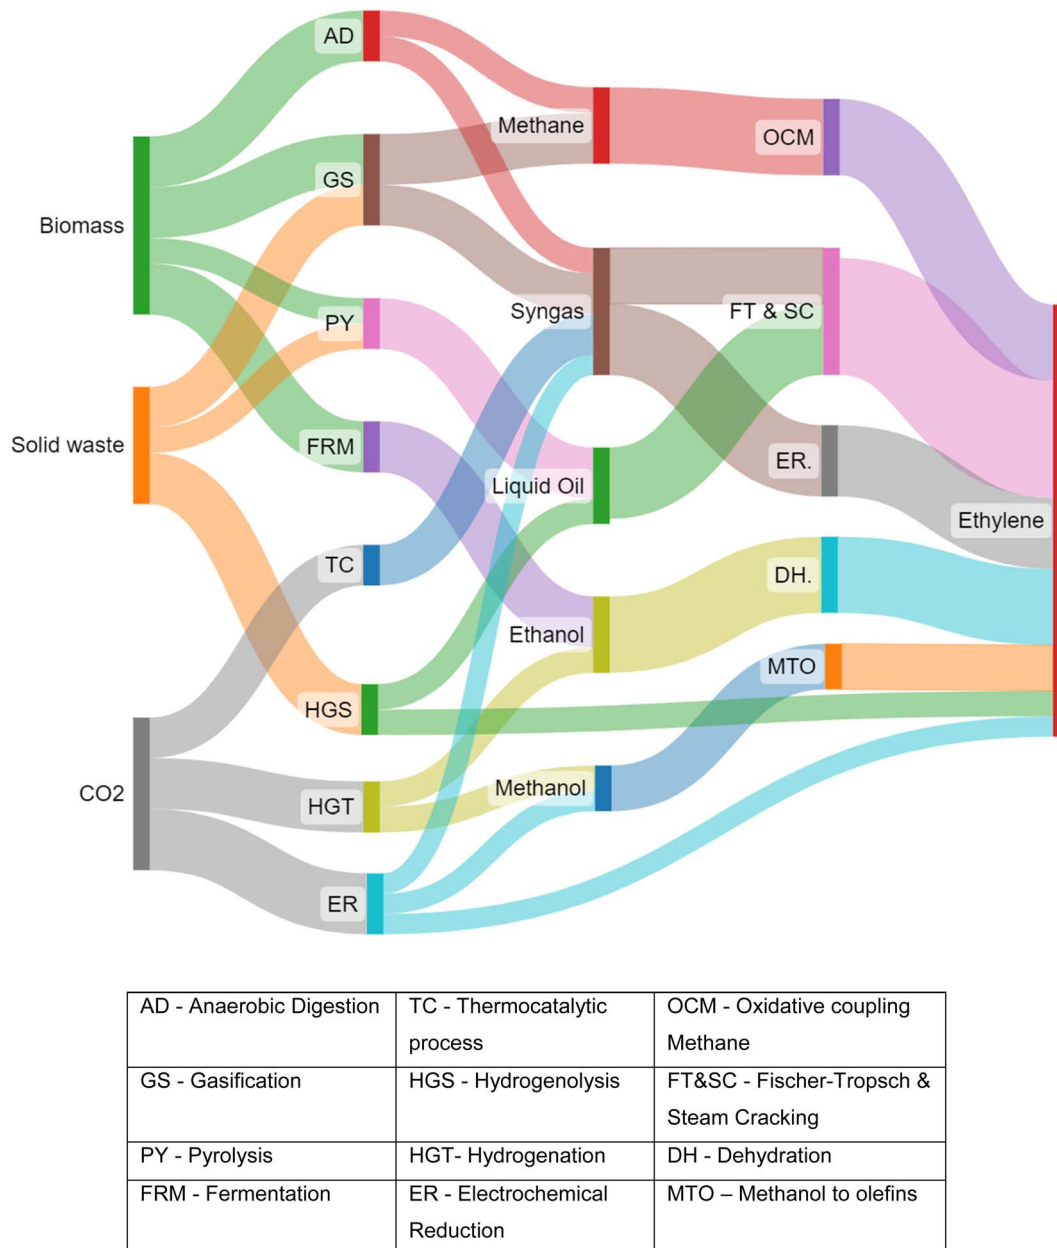 AD
Methane
OCM
GS
Biomass
Syngas
FT & SC
PY
Solid waste
FRM
Liquid Oil
ER.
Ethylene
TC
DH.
Ethanol
MTO
HGS
Methanol
CO2
HGT
ER
AD - Anaerobic Digestion
TC - Thermocatalytic
process
OCM - Oxidative coupling
Methane
GS - Gasification
HGS - Hydrogenolysis
FT&SC - Fischer-Tropsch &
Steam Cracking
PY - Pyrolysis
HGT- Hydrogenation
DH - Dehydration
FRM - Fermentation
ER - Electrochemical
Reduction
MTO – Methanol to olefins